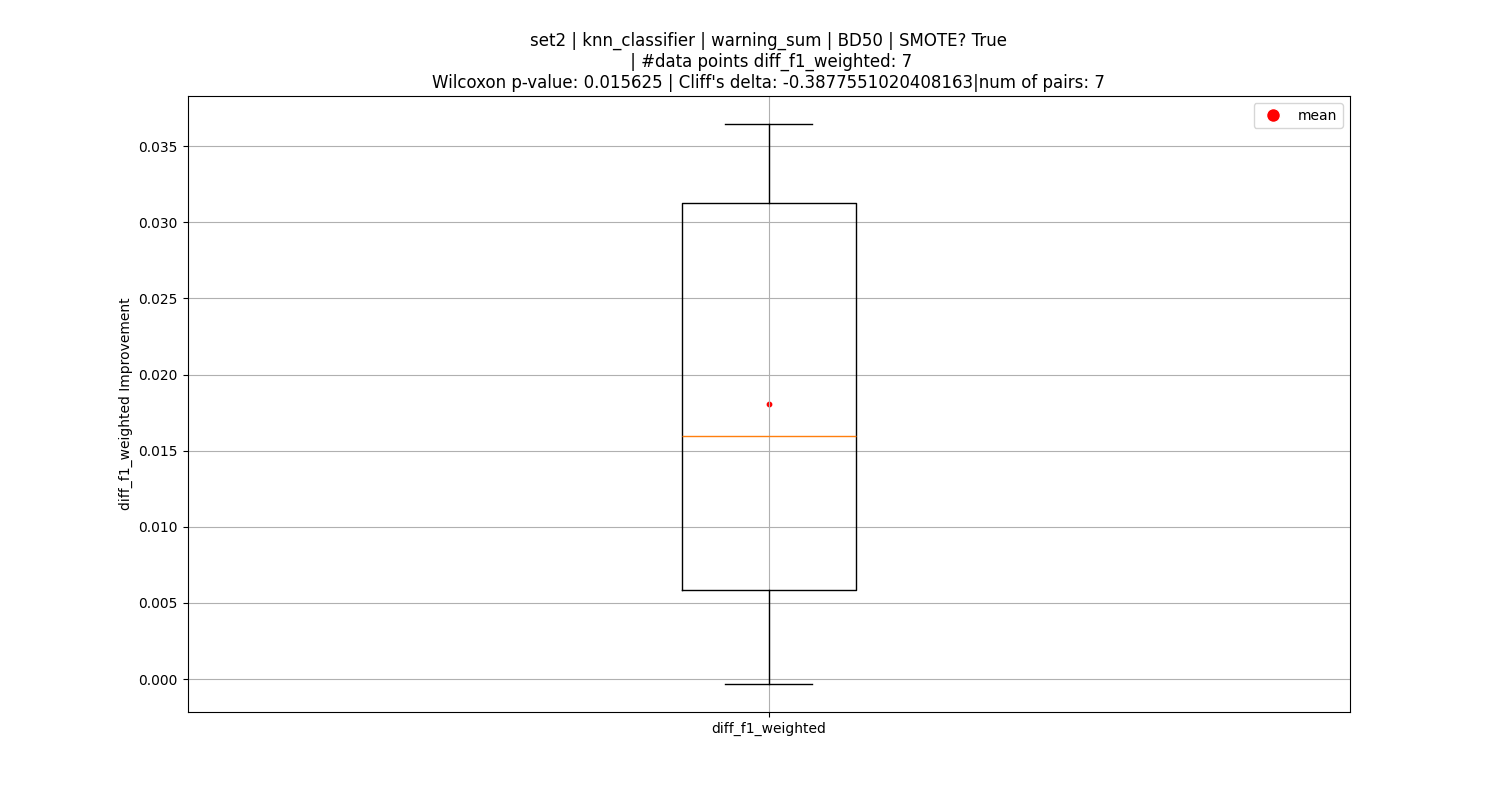 set2 | knn_classifier | warning_sum | BD50 | SMOTE? True
| #data points diff_f1_weighted: 7
Wilcoxon p-value: 0.015625 | Cliff's delta: -0.3877551020408163|num of pairs: 7
mean
0.035
0.030
0.025
0.020
0.015
0.010
0.005
0.000
diff_f1_weighted Improvement
diff_f1_weighted